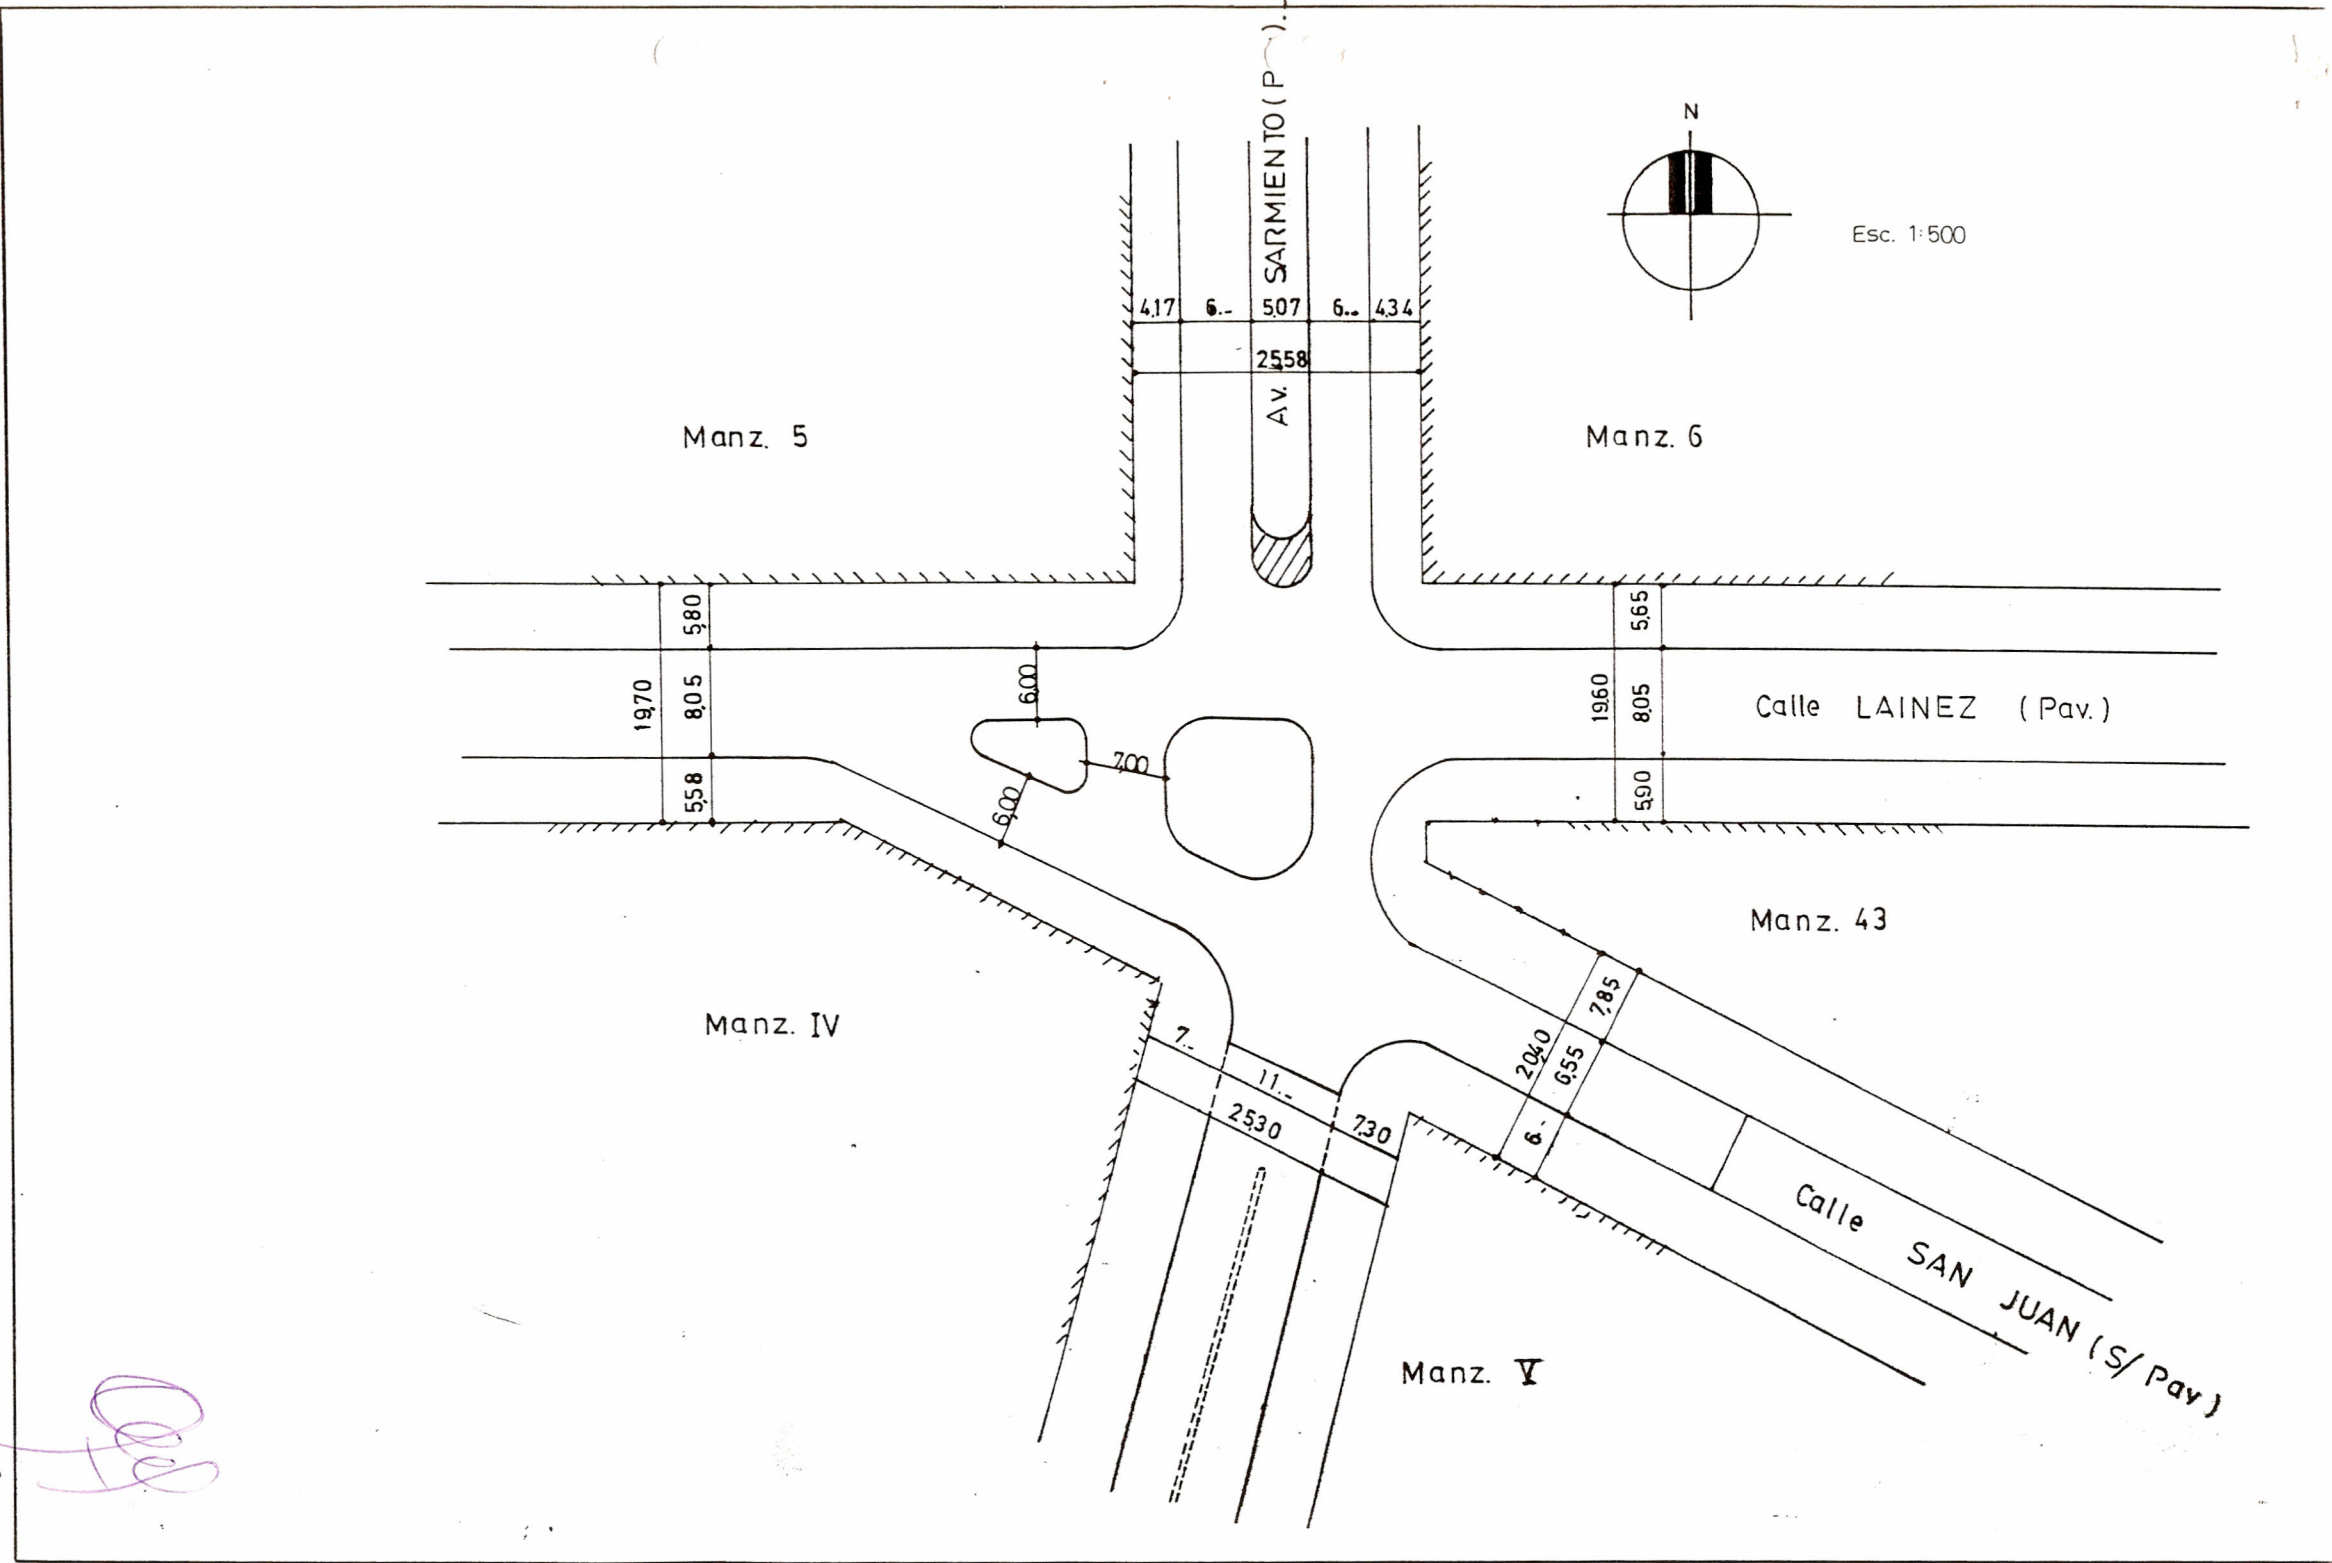 Av. SARMIENTO (P ).
N
Esc. 1:500
4,17 6.- 5,07 6.- 4,34
25,58
Manz. 5
Manz. 6
5,80
19,70
8,05
5,58
6,00
7,00
6,00
5,65
19,60
8,05
5,90
Calle LAINEZ (Pav.)
Manz. 43
Manz. IV
7.-
11.-
7,30
25,30
7,85
20,40
6,55
6.-
Calle SAN JUAN (S/Pav)
Manz. V